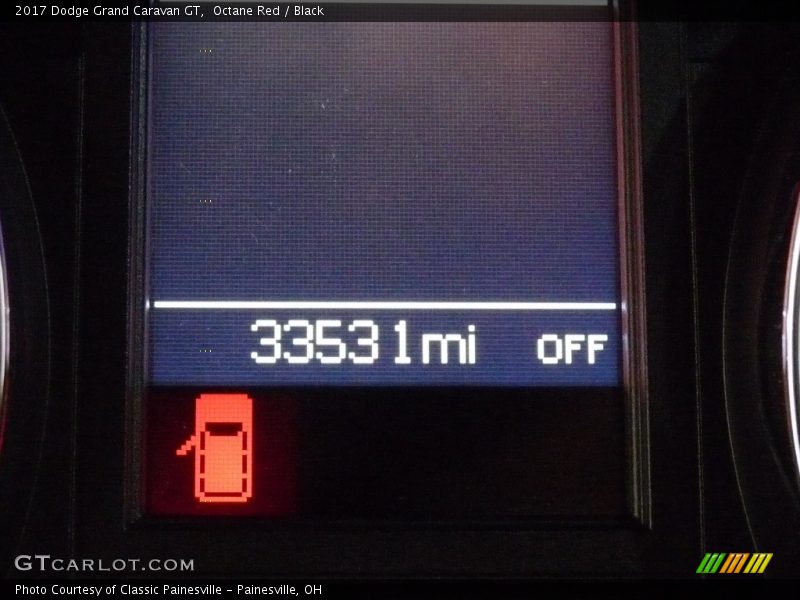 2017 Dodge Grand Caravan GT,  Octane Red / Black
33531mi OFF
GTCARLOT.COM
Photo Courtesy of Classic Painesville - Painesville, OH